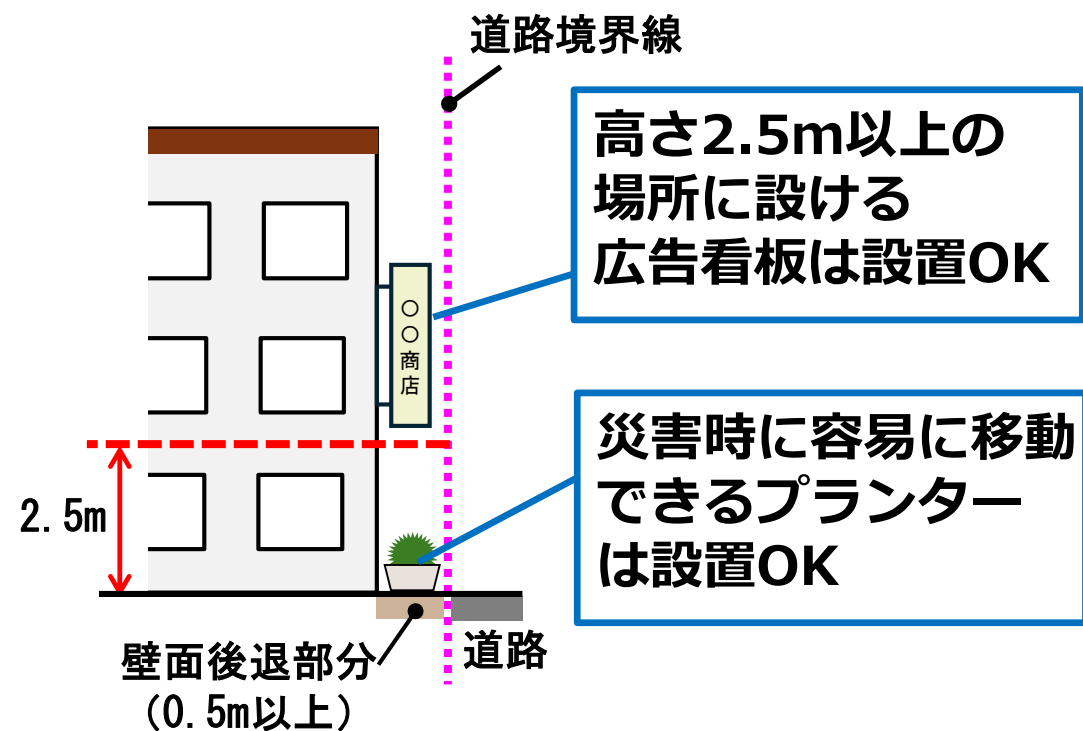 道路境界線
高さ2.5m以上の
場所に設ける
広告看板は設置OK
〇〇商店
災害時に容易に移動
できるプランター
は設置OK
2.5m
壁面後退部分
(0.5m以上)
道路